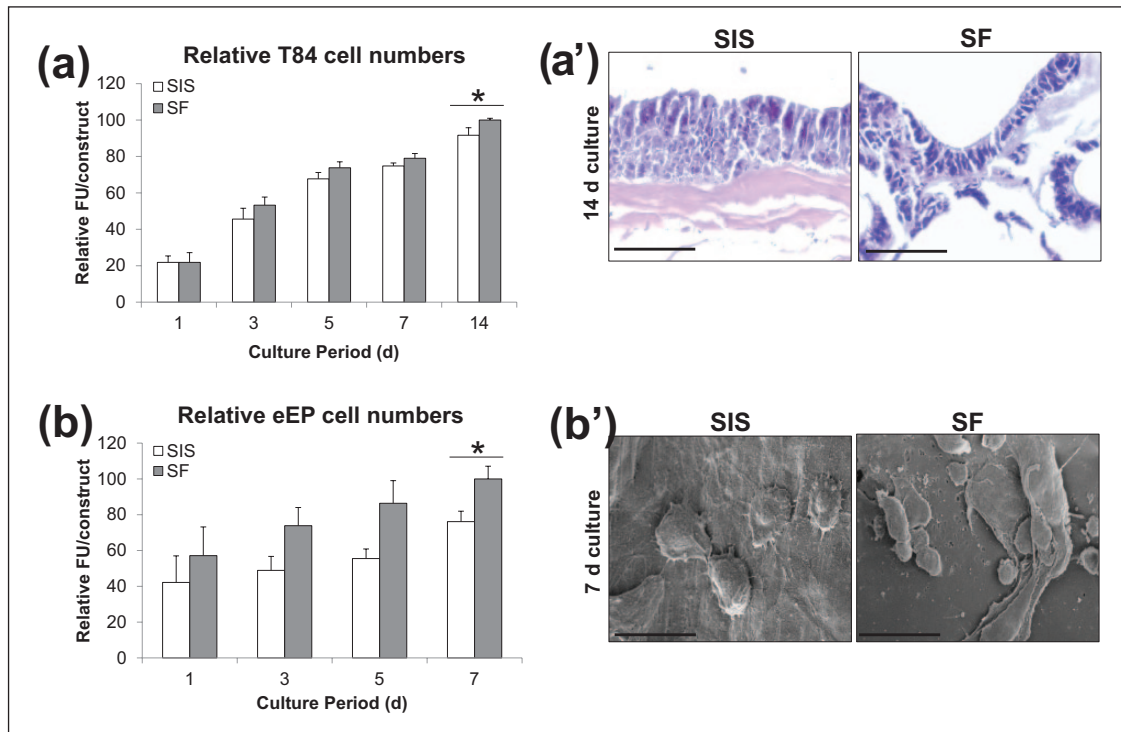 (a)
Relative T84 cell numbers
Relative FU/construct
120
100
80
60
40
20
0
SIS
SF
*
1 3 5 7 14
Culture Period (d)
(a')
SIS SF
14 d culture
(b)
Relative eEP cell numbers
Relative FU/construct
120
100
80
60
40
20
0
SIS
SF
*
1 3 5 7
Culture Period (d)
(b')
SIS SF
7 d culture